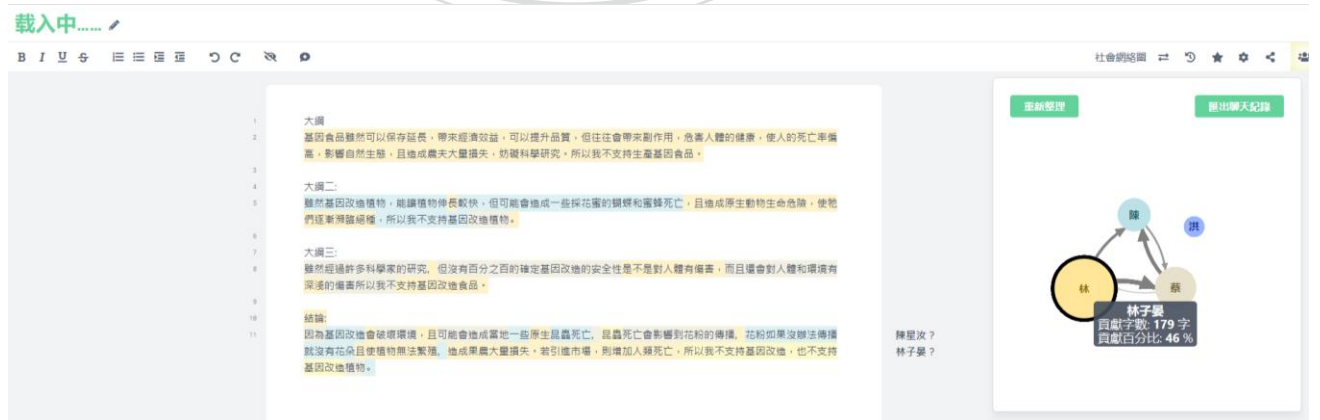 载入中......
B I U S
社會網絡圖
重新整理
匯出聊天紀錄
1 大綱
2 基因食品雖然可以保存延長，帶來經濟效益，可以提升品質，但往往會帶來副作用，危害人體的健康，使人的死亡率偏
高，影響自然生態，且造成農夫大量損失，妨礙科學研究。所以我不支持生產基因食品。
3
4 大綱二:
5 雖然基因改造植物，能讓植物伸長較快，但可能會造成一些採花蜜的蝴蝶和蜜蜂死亡，且造成原生動物生命危險，使牠
們逐漸瀕臨絕種，所以我不支持基因改造植物。
6
7 大綱三:
8 雖然經過許多科學家的研究，但沒有百分之百的確定基因改造的安全性是不是對人體有傷害，而且還會對人體和環境有
深淺的傷害所以我不支持基因改造食品。
9
10 結論:
11 因為基因改造會破壞環境，且可能會造成當地一些原生昆蟲死亡，昆蟲死亡會影響到花粉的傳播，花粉如果沒辦法傳播
就沒有花朵且使植物無法繁殖，造成果農大量損失。若引進市場，則增加人類死亡，所以我不支持基因改造，也不支持
基因改造植物。
陳星汝？
林子晏？
陳
洪
林
蔡
林子晏
貢獻字數: 179 字
貢獻百分比: 46 %